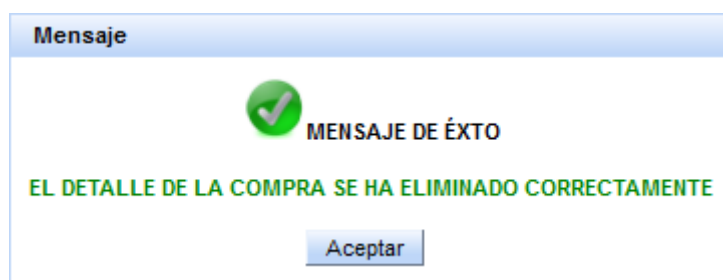 Mensaje
MENSAJE DE ÉXTO
EL DETALLE DE LA COMPRA SE HA ELIMINADO CORRECTAMENTE
Aceptar